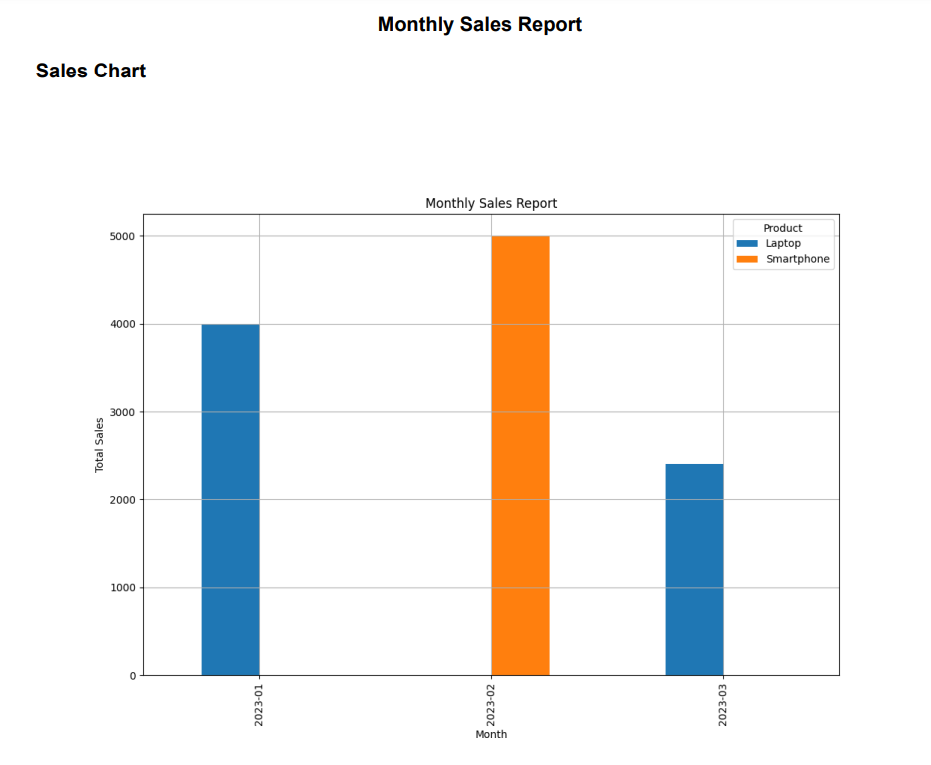 Monthly Sales Report
Sales Chart
Monthly Sales Report
Product
Laptop
Smartphone
5000
4000
3000
2000
1000
0
Total Sales
2023-01
2023-02
2023-03
Month